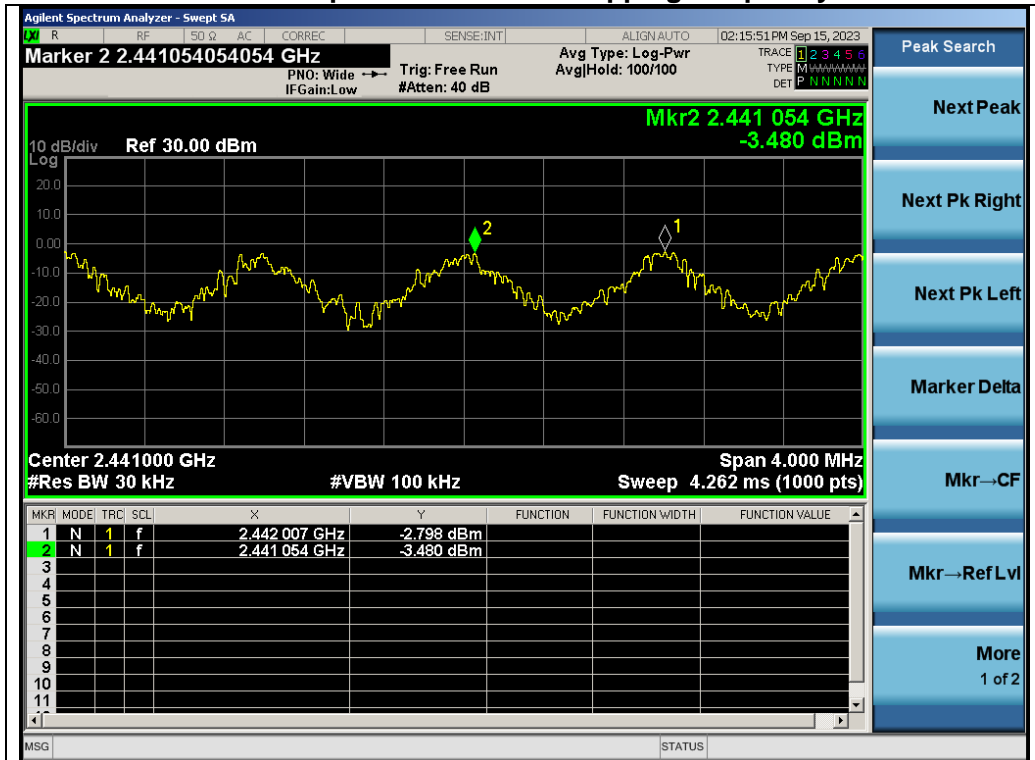 Agilent Spectrum Analyzer - Swept SA
LXI R RF 50 Ω AC CORREC SENSE:INT ALIGN AUTO 02:15:51 PM Sep 15, 2023
Marker 2 2.441054054054 GHz
PNO: Wide
IFGain:Low
Trig: Free Run
#Atten: 40 dB
Avg Type: Log-Pwr
Avg|Hold: 100/100
TRACE 1 2 3 4 5 6
TYPE M WWWWW
DET P N N N N N
Peak Search
Next Peak
Next Pk Right
Next Pk Left
Marker Delta
Mkr→CF
Mkr→Ref Lvl
More
1 of 2
Mkr2 2.441 054 GHz
-3.480 dBm
10 dB/div Ref 30.00 dBm
Log
20.0
10.0
0.00
-10.0
-20.0
-30.0
-40.0
-50.0
-60.0
2
1
Center 2.441000 GHz Span 4.000 MHz
#Res BW 30 kHz #VBW 100 kHz Sweep 4.262 ms (1000 pts)
MKR MODE TRC SCL X Y FUNCTION FUNCTION WIDTH FUNCTION VALUE
1 N 1 f 2.442 007 GHz -2.798 dBm
2 N 1 f 2.441 054 GHz -3.480 dBm
3
4
5
6
7
8
9
10
11
MSG STATUS